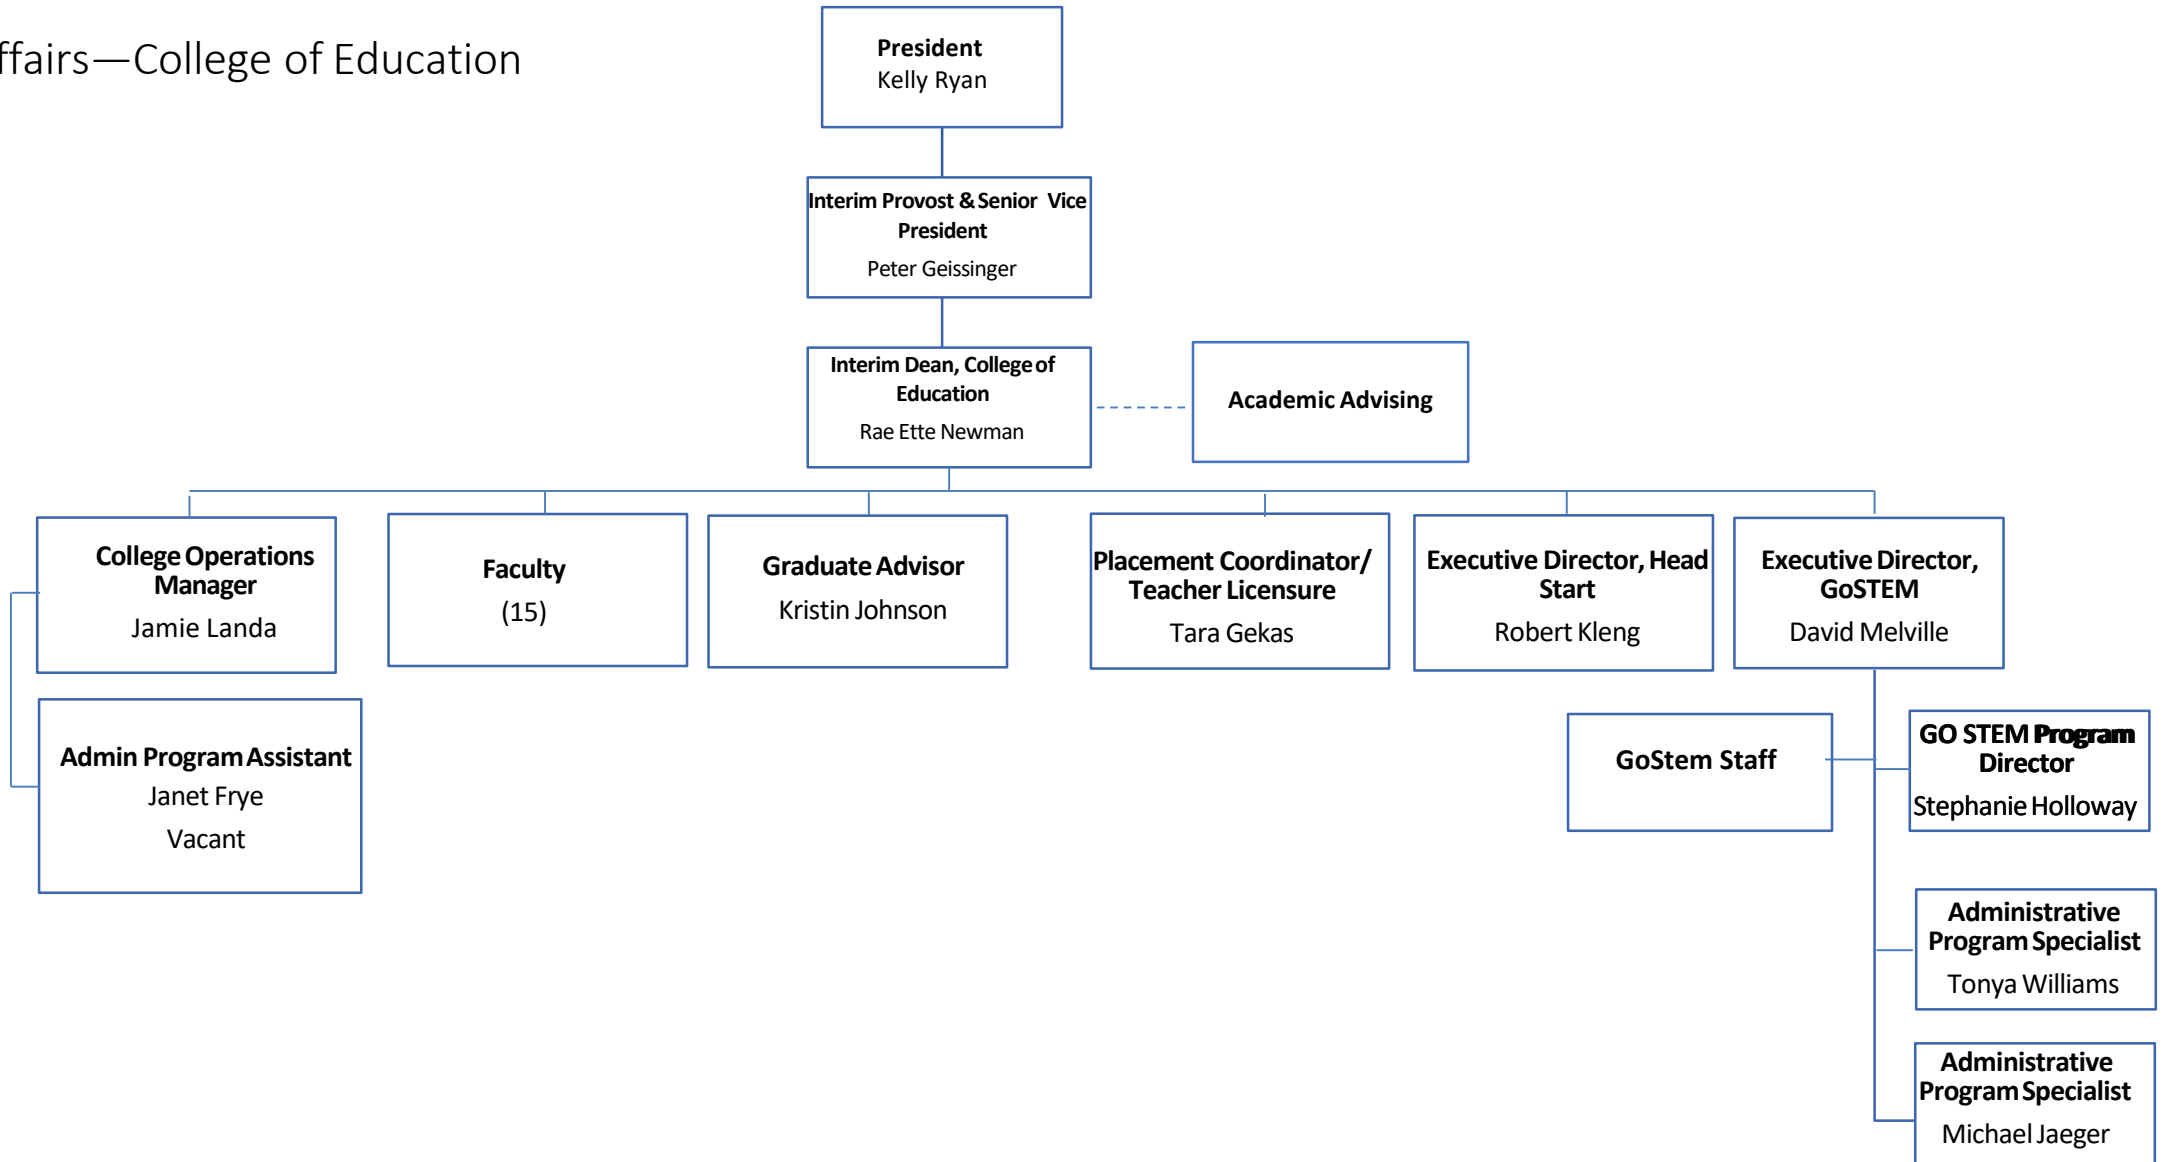 ffairs—College of Education
President
Kelly Ryan
Interim Provost & Senior Vice
President
Peter Geissinger
Interim Dean, College of
Education
Rae Ette Newman
Academic Advising
College Operations
Manager
Jamie Landa
Faculty
(15)
Graduate Advisor
Kristin Johnson
Placement Coordinator/
Teacher Licensure
Tara Gekas
Executive Director, Head
Start
Robert Kleng
Executive Director,
GoSTEM
David Melville
Admin Program Assistant
Janet Frye
Vacant
GoStem Staff
GO STEM Program
Director
Stephanie Holloway
Administrative
Program Specialist
Tonya Williams
Administrative
Program Specialist
Michael Jaeger